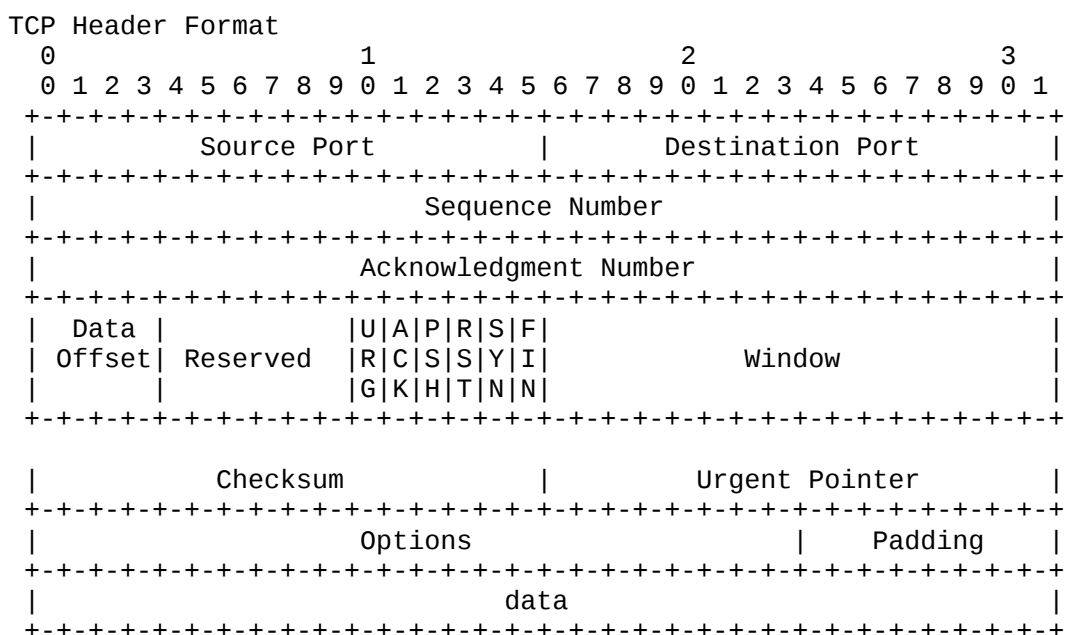 TCP Header Format
0                   1                   2                   3
0 1 2 3 4 5 6 7 8 9 0 1 2 3 4 5 6 7 8 9 0 1 2 3 4 5 6 7 8 9 0 1
+-+-+-+-+-+-+-+-+-+-+-+-+-+-+-+-+-+-+-+-+-+-+-+-+-+-+-+-+-+-+-+-+
|          Source Port          |       Destination Port        |
+-+-+-+-+-+-+-+-+-+-+-+-+-+-+-+-+-+-+-+-+-+-+-+-+-+-+-+-+-+-+-+-+
|                        Sequence Number                        |
+-+-+-+-+-+-+-+-+-+-+-+-+-+-+-+-+-+-+-+-+-+-+-+-+-+-+-+-+-+-+-+-+
|                    Acknowledgment Number                      |
+-+-+-+-+-+-+-+-+-+-+-+-+-+-+-+-+-+-+-+-+-+-+-+-+-+-+-+-+-+-+-+-+
|  Data |           |U|A|P|R|S|F|                               |
| Offset| Reserved  |R|C|S|S|Y|I|            Window             |
|       |           |G|K|H|T|N|N|                               |
+-+-+-+-+-+-+-+-+-+-+-+-+-+-+-+-+-+-+-+-+-+-+-+-+-+-+-+-+-+-+-+-+
|           Checksum            |         Urgent Pointer        |
+-+-+-+-+-+-+-+-+-+-+-+-+-+-+-+-+-+-+-+-+-+-+-+-+-+-+-+-+-+-+-+-+
|                    Options                    |    Padding    |
+-+-+-+-+-+-+-+-+-+-+-+-+-+-+-+-+-+-+-+-+-+-+-+-+-+-+-+-+-+-+-+-+
|                             data                              |
+-+-+-+-+-+-+-+-+-+-+-+-+-+-+-+-+-+-+-+-+-+-+-+-+-+-+-+-+-+-+-+-+